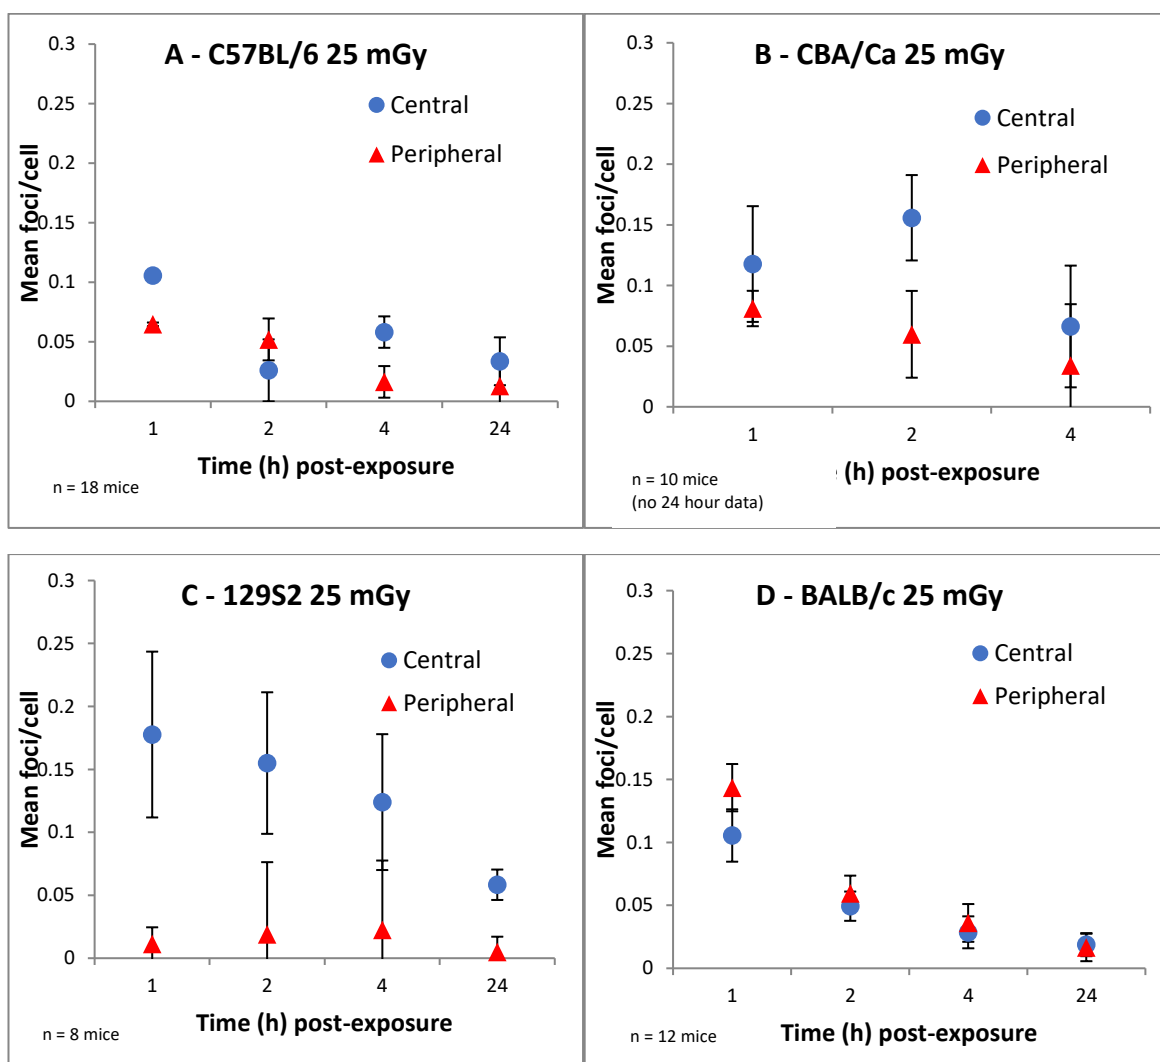 A - C57BL/6 25 mGy
Central
Peripheral
Mean foci/cell
0.3
0.25
0.2
0.15
0.1
0.05
0
1 2 4 24
Time (h) post-exposure
n = 18 mice
B - CBA/Ca 25 mGy
Central
Peripheral
Mean foci/cell
0.3
0.25
0.2
0.15
0.1
0.05
0
1 2 4
(h) post-exposure
n = 10 mice
(no 24 hour data)
C - 129S2 25 mGy
Central
Peripheral
Mean foci/cell
0.3
0.25
0.2
0.15
0.1
0.05
0
1 2 4 24
Time (h) post-exposure
n = 8 mice
D - BALB/c 25 mGy
Central
Peripheral
Mean foci/cell
0.3
0.25
0.2
0.15
0.1
0.05
0
1 2 4 24
Time (h) post-exposure
n = 12 mice